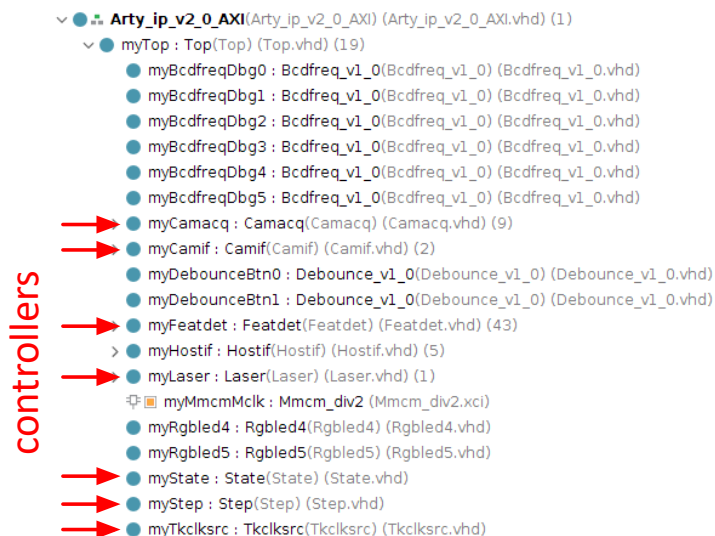 Arty_ip_v2_0_AXI(Arty_ip_v2_0_AXI) (Arty_ip_v2_0_AXI.vhd) (1)
myTop : Top(Top) (Top.vhd) (19)
myBcdfreqDbg0 : Bcdfreq_v1_0(Bcdfreq_v1_0) (Bcdfreq_v1_0.vhd)
myBcdfreqDbg1 : Bcdfreq_v1_0(Bcdfreq_v1_0) (Bcdfreq_v1_0.vhd)
myBcdfreqDbg2 : Bcdfreq_v1_0(Bcdfreq_v1_0) (Bcdfreq_v1_0.vhd)
myBcdfreqDbg3 : Bcdfreq_v1_0(Bcdfreq_v1_0) (Bcdfreq_v1_0.vhd)
myBcdfreqDbg4 : Bcdfreq_v1_0(Bcdfreq_v1_0) (Bcdfreq_v1_0.vhd)
myBcdfreqDbg5 : Bcdfreq_v1_0(Bcdfreq_v1_0) (Bcdfreq_v1_0.vhd)
myCamacq : Camacq(Camacq) (Camacq.vhd) (9)
myCamif : Camif(Camif) (Camif.vhd) (2)
myDebounceBtn0 : Debounce_v1_0(Debounce_v1_0) (Debounce_v1_0.vhd)
myDebounceBtn1 : Debounce_v1_0(Debounce_v1_0) (Debounce_v1_0.vhd)
myFeatdet : Featdet(Featdet) (Featdet.vhd) (43)
myHostif : Hostif(Hostif) (Hostif.vhd) (5)
myLaser : Laser(Laser) (Laser.vhd) (1)
myMmcmMclk : Mmcm_div2 (Mmcm_div2.xci)
myRgbled4 : Rgbled4(Rgbled4) (Rgbled4.vhd)
myRgbled5 : Rgbled5(Rgbled5) (Rgbled5.vhd)
myState : State(State) (State.vhd)
myStep : Step(Step) (Step.vhd)
myTkclksrc : Tkclksrc(Tkclksrc) (Tkclksrc.vhd)
controllers